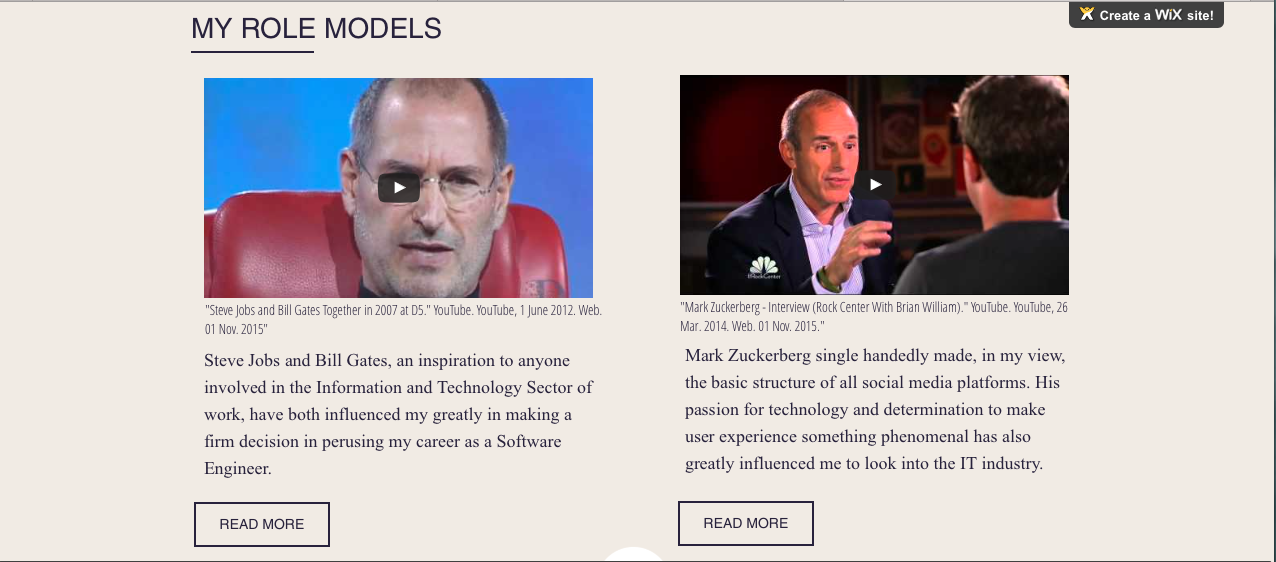 MY ROLE MODELS
Create a WiX site!
"Steve Jobs and Bill Gates Together in 2007 at D5." YouTube. YouTube, 1 June 2012. Web.
01 Nov. 2015"
Steve Jobs and Bill Gates, an inspiration to anyone
involved in the Information and Technology Sector of
work, have both influenced my greatly in making a
firm decision in perusing my career as a Software
Engineer.
READ MORE
RockCenter
"Mark Zuckerberg - Interview (Rock Center With Brian William)." YouTube. YouTube, 26
Mar. 2014. Web. 01 Nov. 2015."
Mark Zuckerberg single handedly made, in my view,
the basic structure of all social media platforms. His
passion for technology and determination to make
user experience something phenomenal has also
greatly influenced me to look into the IT industry.
READ MORE